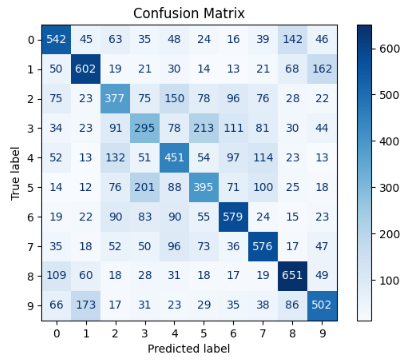 Confusion Matrix
0 542 45 63 35 48 24 16 39 142 46
1 50 602 19 21 30 14 13 21 68 162
2 75 23 377 75 150 78 96 76 28 22
3 34 23 91 295 78 213 111 81 30 44
4 52 13 132 51 451 54 97 114 23 13
5 14 12 76 201 88 395 71 100 25 18
6 19 22 90 83 90 55 579 24 15 23
7 35 18 52 50 96 73 36 576 17 47
8 109 60 18 28 31 18 17 19 651 49
9 66 173 17 31 23 29 35 38 86 502
0 1 2 3 4 5 6 7 8 9
Predicted label
True label
600
500
400
300
200
100